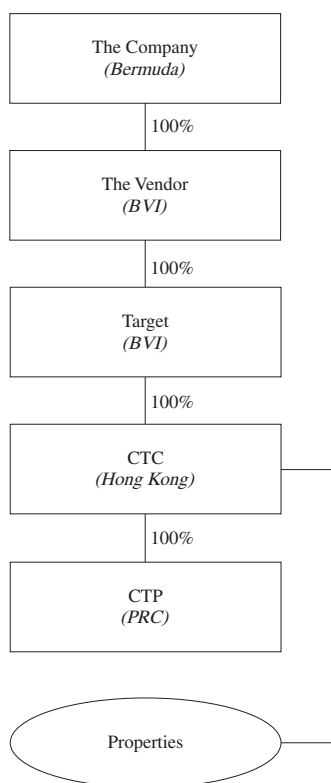 The Company
(Bermuda)
100%
The Vendor
(BVI)
100%
Target
(BVI)
100%
CTC
(Hong Kong)
100%
CTP
(PRC)
Properties